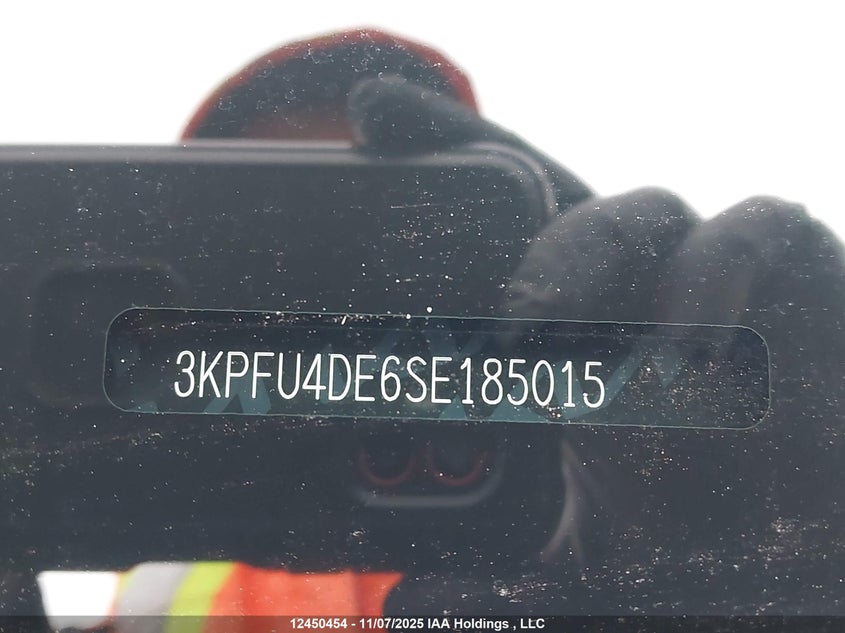 3KPFU4DE6SE185015
12450454 - 11/07/2025 IAA Holdings , LLC